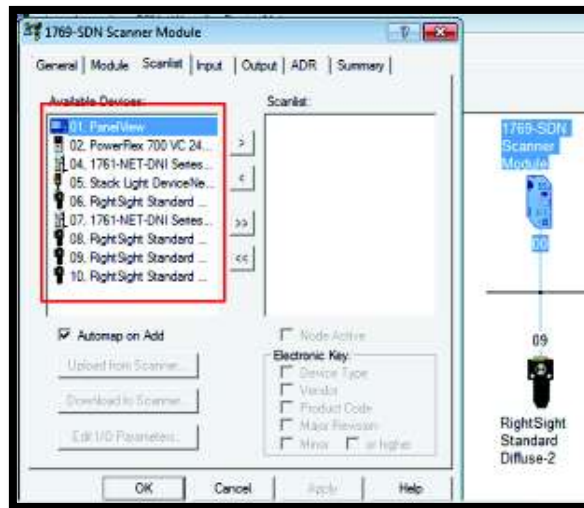 1769-SDN Scanner Module
General
Module
Scanlist
Input
Output
ADR
Summary
Available Devices:
01. PanelView
02. PowerFlex 700 VC 24...
04. 1761-NET-DNI Series...
05. Stack Light DeviceNe...
06. RightSight Standard ...
07. 1761-NET-DNI Series...
08. RightSight Standard ...
09. RightSight Standard ...
10. RightSight Standard ...
>
<
>>
<<
Scanlist:
Automap on Add
Upload from Scanner...
Download to Scanner...
Edit I/O Parameters...
Node Active
Electronic Key:
Device Type
Vendor
Product Code
Major Revision
Minor
or higher
OK
Cancel
Apply
Help
1769-SDN
Scanner
Module
00
09
RightSight
Standard
Diffuse-2